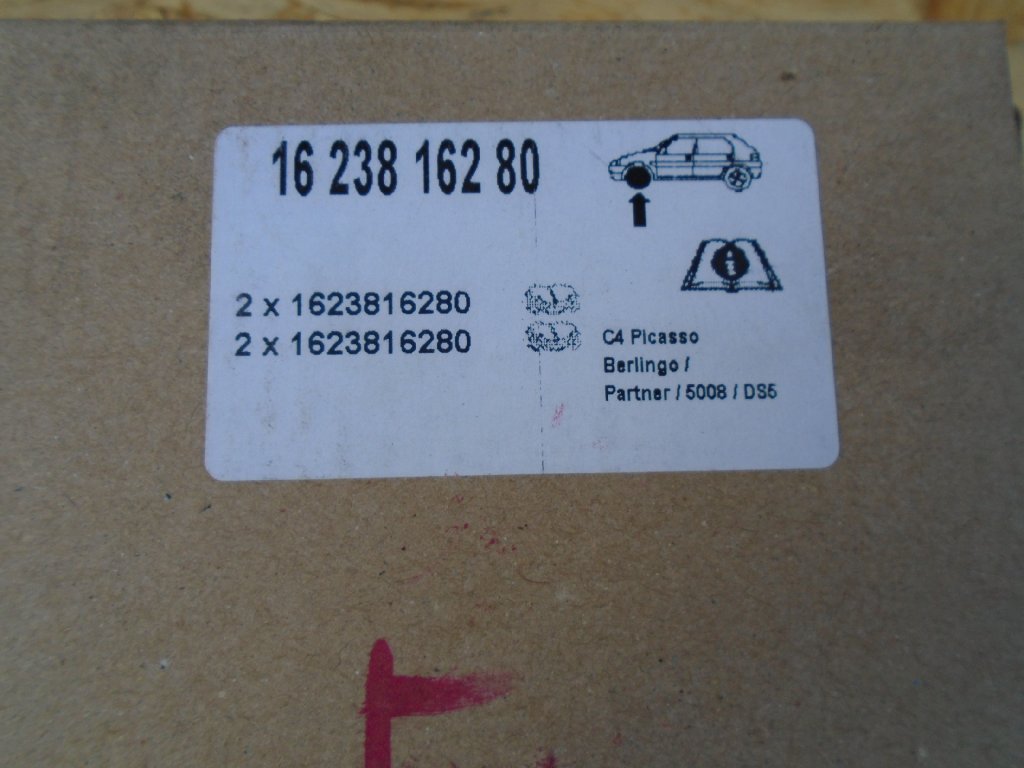 16 238 162 80
2 x 1623816280
2 x 1623816280
C4 Picasso
Berlingo /
Partner / 5008 / DS5